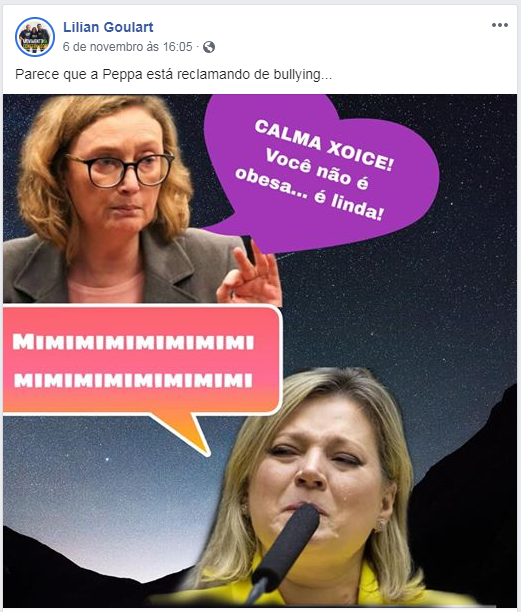 Lilian Goulart
6 de novembro às 16:05
Parece que a Peppa está reclamando de bullying...
CALMA XOICE!
Você não é
obesa... é linda!
MIMIMIMIMIMIMIMI
MIMIMIMIMIMIMIMI